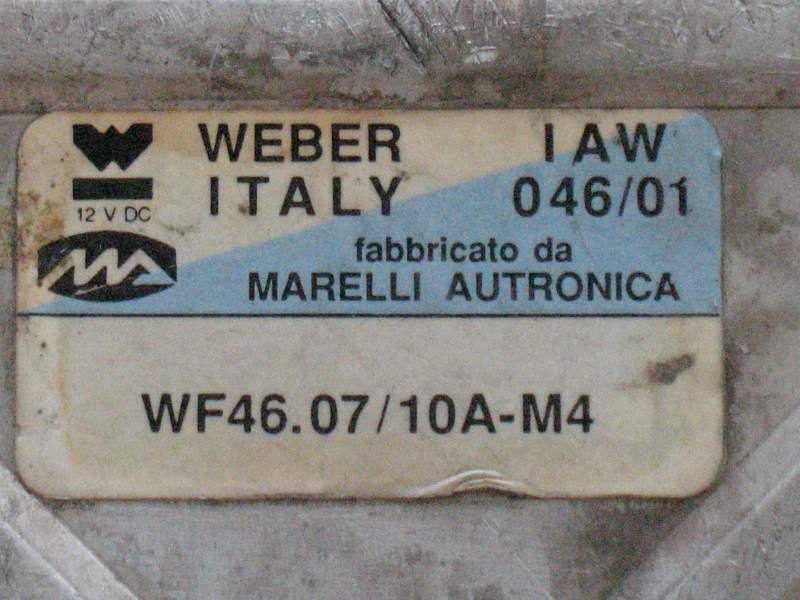 WEBER IAW
ITALY 046/01
12 V DC
fabbricato da
MARELLI AUTRONICA
WF46.07/10A-M4